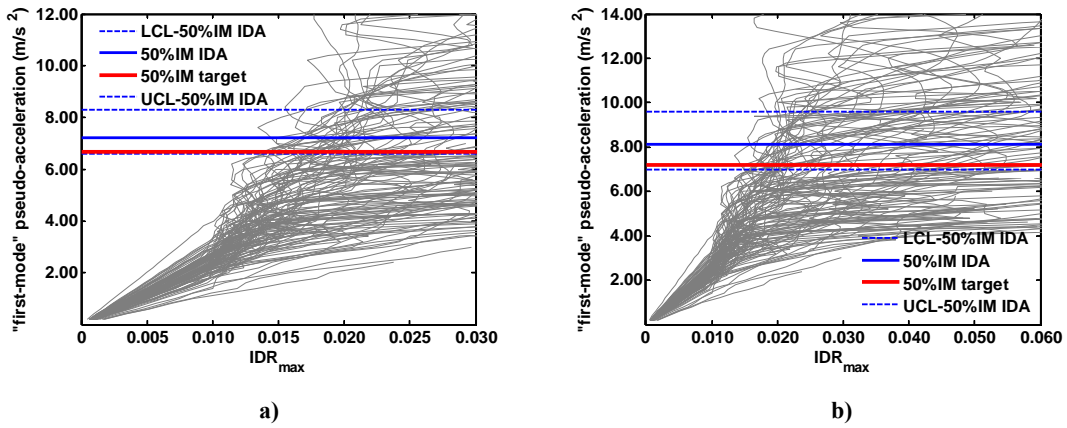 12.00
10.00
8.00
6.00
4.00
2.00
"first-mode" pseudo-acceleration (m/s 2)
LCL-50%IM IDA
50%IM IDA
50%IM target
UCL-50%IM IDA
0 0.005 0.010 0.015 0.020 0.025 0.030
IDRmax
a)
14.00
12.00
10.00
8.00
6.00
4.00
2.00
"first-mode" pseudo-acceleration (m/s 2)
LCL-50%IM IDA
50%IM IDA
50%IM target
UCL-50%IM IDA
0 0.010 0.020 0.030 0.040 0.050 0.060
IDRmax
b)